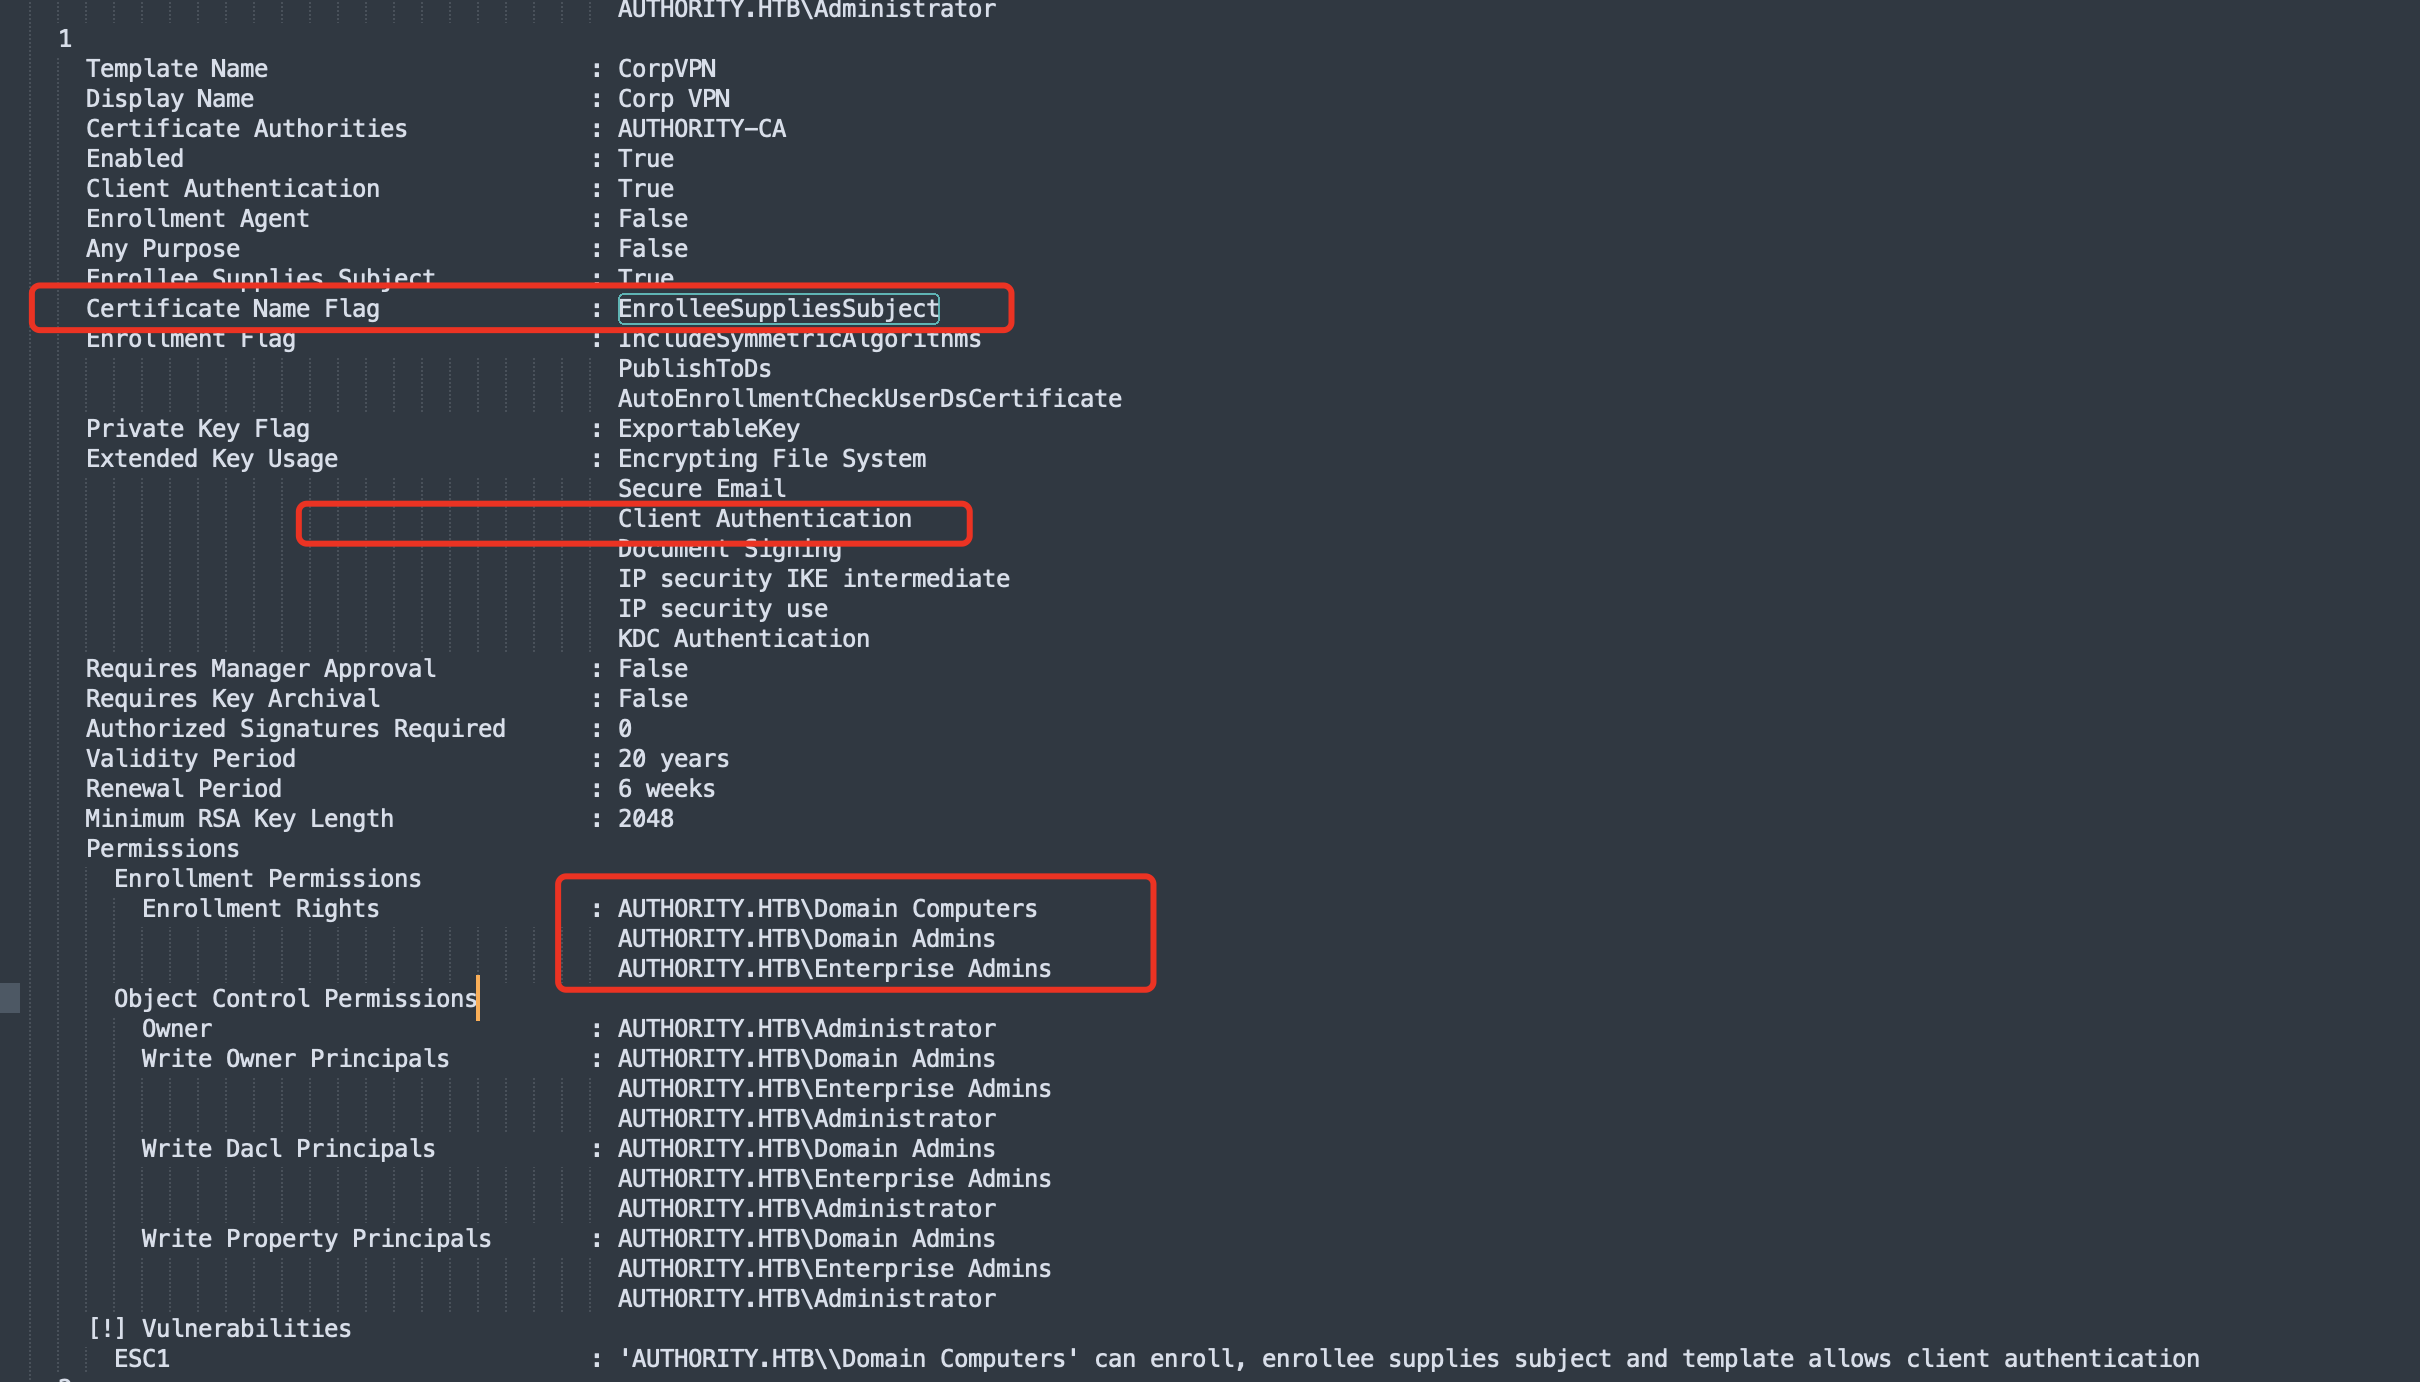 AUTHORITY.HTB\Administrator
1
Template Name : CorpVPN
Display Name : Corp VPN
Certificate Authorities : AUTHORITY-CA
Enabled : True
Client Authentication : True
Enrollment Agent : False
Any Purpose : False
Enrollee Supplies Subject : True
Certificate Name Flag : EnrolleeSuppliesSubject
Enrollment Flag : IncludeSymmetricAlgorithms
PublishToDs
AutoEnrollmentCheckUserDsCertificate
Private Key Flag : ExportableKey
Extended Key Usage : Encrypting File System
Secure Email
Client Authentication
Document Signing
IP security IKE intermediate
IP security use
KDC Authentication
Requires Manager Approval : False
Requires Key Archival : False
Authorized Signatures Required : 0
Validity Period : 20 years
Renewal Period : 6 weeks
Minimum RSA Key Length : 2048
Permissions
Enrollment Permissions
Enrollment Rights : AUTHORITY.HTB\Domain Computers
AUTHORITY.HTB\Domain Admins
AUTHORITY.HTB\Enterprise Admins
Object Control Permissions
Owner : AUTHORITY.HTB\Administrator
Write Owner Principals : AUTHORITY.HTB\Domain Admins
AUTHORITY.HTB\Enterprise Admins
AUTHORITY.HTB\Administrator
Write Dacl Principals : AUTHORITY.HTB\Domain Admins
AUTHORITY.HTB\Enterprise Admins
AUTHORITY.HTB\Administrator
Write Property Principals : AUTHORITY.HTB\Domain Admins
AUTHORITY.HTB\Enterprise Admins
AUTHORITY.HTB\Administrator
[!] Vulnerabilities
ESC1 : 'AUTHORITY.HTB\\Domain Computers' can enroll, enrollee supplies subject and template allows client authentication